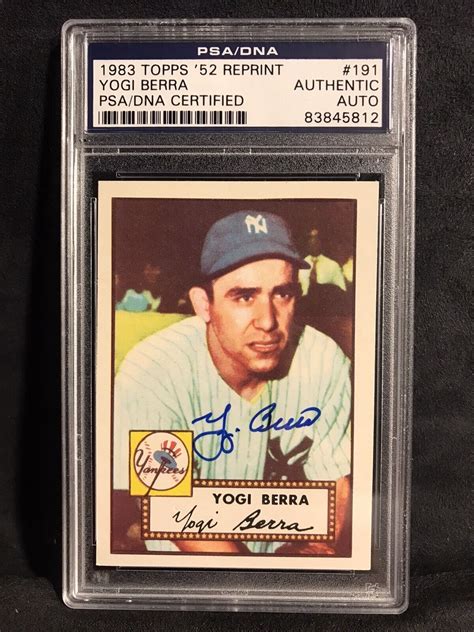 PSA/DNA
1983 TOPPS '52 REPRINT #191
YOGI BERRA AUTHENTIC
PSA/DNA CERTIFIED AUTO
83845812
NY
Y. Berra
Yankees
YOGI BERRA
Yogi Berra